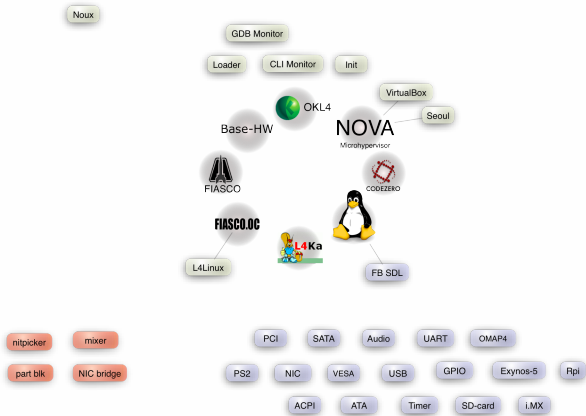 Noux
GDB Monitor
Loader
CLI Monitor
Init
VirtualBox
Seoul
OKL4
Base-HW
NOVA
Microhypervisor
FIASCO
CODEZERO
FIASCO.OC
L4Ka
L4Linux
FB SDL
nitpicker
mixer
PCI
SATA
Audio
UART
OMAP4
part blk
NIC bridge
PS2
NIC
VESA
USB
GPIO
Exynos-5
Rpi
ACPI
ATA
Timer
SD-card
i.MX